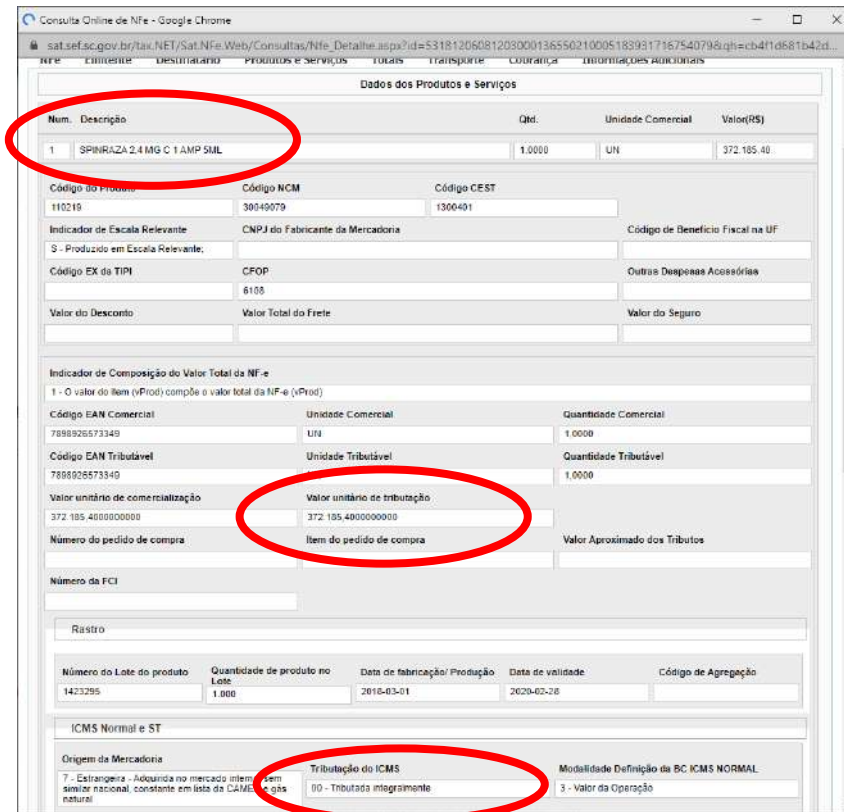 Consulta Online de NFe - Google Chrome
sat.sef.sc.gov.br/tax.NET/Sat.NFe.Web/Consultas/Nfe_Detalhe.aspx?id=53181206081203000136550210005183931716754079&qh=cb4f1d681b42d...
NFe Emitente Destinatário Produtos e Serviços Totais Transporte Cobrança Informações Adicionais
Dados dos Produtos e Serviços
Num. Descrição Qtd. Unidade Comercial Valor(R$)
1 SPINRAZA 2,4 MG C 1 AMP 5ML 1.0000 UN 372.185,40
Código do Produto Código NCM Código CEST
110219 30049079 1300401
Indicador de Escala Relevante CNPJ do Fabricante da Mercadoria Código de Benefício Fiscal na UF
S - Produzido em Escala Relevante;
Código EX da TIPI CFOP Outras Despesas Acessórias
6108
Valor do Desconto Valor Total do Frete Valor do Seguro
Indicador de Composição do Valor Total da NF-e
1 - O valor do item (vProd) compõe o valor total da NF-e (vProd)
Código EAN Comercial Unidade Comercial Quantidade Comercial
7898926573349 UN 1,0000
Código EAN Tributável Unidade Tributável Quantidade Tributável
7898926573349 1,0000
Valor unitário de comercialização Valor unitário de tributação
372.185,4000000000 372.185,4000000000
Número do pedido de compra Item do pedido de compra Valor Aproximado dos Tributos
Número da FCI
Rastro
Número do Lote do produto Quantidade de produto no Lote Data de fabricação/ Produção Data de validade Código de Agregação
1423295 1.000 2018-03-01 2020-02-28
ICMS Normal e ST
Origem da Mercadoria Tributação do ICMS Modalidade Definição da BC ICMS NORMAL
7 - Estrangeira - Adquirida no mercado interno, sem
similar nacional, constante em lista da CAMEX e gás
natural
00 - Tributada integralmente 3 - Valor da Operação